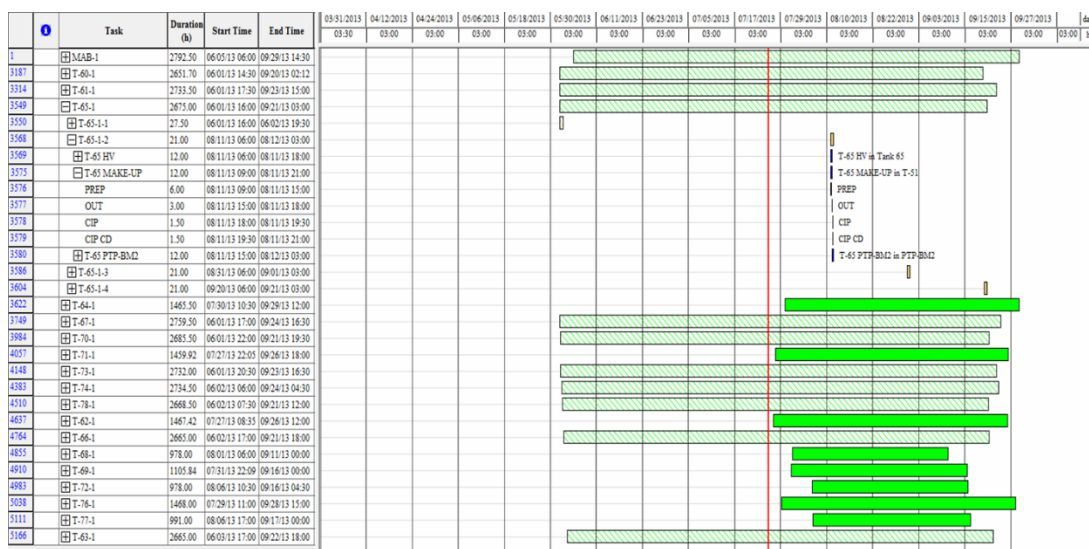 03/31/2013 04/12/2013 04/24/2013 05/06/2013 05/18/2013 05/30/2013 06/11/2013 06/23/2013 07/05/2013 07/17/2013 07/29/2013 08/10/2013 08/22/2013 09/03/2013 09/15/2013 09/27/2013 da
Task Duration (h) Start Time End Time
03:30 03:00 03:00 03:00 03:00 03:00 03:00 03:00 03:00 03:00 03:00 03:00 03:00 03:00 03:00 03:00 03:00 h
1 MAB-1 2792.50 06/05/13 06:00 09/29/13 14:30
3187 T-60-1 2651.70 06/01/13 14:30 09/20/13 02:12
3314 T-61-1 2733.50 06/01/13 17:30 09/23/13 15:00
3549 T-65-1 2675.00 06/01/13 16:00 09/21/13 03:00
3550 T-65-1-1 27.50 06/01/13 16:00 06/02/13 19:30
3568 T-65-1-2 21.00 08/11/13 06:00 08/12/13 03:00
3569 T-65 HV 12.00 08/11/13 06:00 08/11/13 18:00 T-65 HV in Tank 65
3575 T-65 MAKE-UP 12.00 08/11/13 09:00 08/11/13 21:00 T-65 MAKE-UP in T-51
3576 PREP 6.00 08/11/13 09:00 08/11/13 15:00 PREP
3577 OUT 3.00 08/11/13 15:00 08/11/13 18:00 OUT
3578 CIP 1.50 08/11/13 18:00 08/11/13 19:30 CIP
3579 CIP CD 1.50 08/11/13 19:30 08/11/13 21:00 CIP CD
3580 T-65 PTP-BM2 12.00 08/11/13 15:00 08/12/13 03:00 T-65 PTP-BM2 in PTP-BM2
3586 T-65-1-3 21.00 08/31/13 06:00 09/01/13 03:00
3604 T-65-1-4 21.00 09/20/13 06:00 09/21/13 03:00
3622 T-64-1 1465.50 07/30/13 10:30 09/29/13 12:00
3749 T-67-1 2759.50 06/01/13 17:00 09/24/13 16:30
3984 T-70-1 2685.50 06/01/13 22:00 09/21/13 19:30
4057 T-71-1 1459.92 07/27/13 22:05 09/26/13 18:00
4148 T-73-1 2732.00 06/01/13 20:30 09/23/13 16:30
4383 T-74-1 2734.50 06/02/13 06:00 09/24/13 04:30
4510 T-78-1 2668.50 06/02/13 07:30 09/21/13 12:00
4637 T-62-1 1467.42 07/27/13 08:35 09/26/13 12:00
4764 T-66-1 2665.00 06/02/13 17:00 09/21/13 18:00
4855 T-68-1 978.00 08/01/13 06:00 09/11/13 00:00
4910 T-69-1 1105.84 07/31/13 22:09 09/16/13 00:00
4983 T-72-1 978.00 08/06/13 10:30 09/16/13 04:30
5038 T-76-1 1468.00 07/29/13 11:00 09/28/13 15:00
5111 T-77-1 991.00 08/06/13 17:00 09/17/13 00:00
5166 T-63-1 2665.00 06/03/13 17:00 09/22/13 18:00